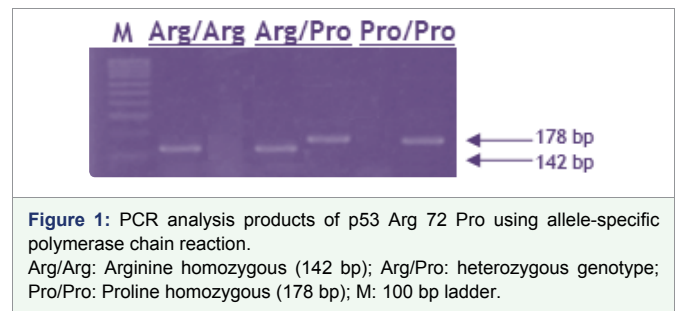 M Arg/Arg Arg/Pro Pro/Pro
178 bp
142 bp
Figure 1: PCR analysis products of p53 Arg 72 Pro using allele-specific
polymerase chain reaction.
Arg/Arg: Arginine homozygous (142 bp); Arg/Pro: heterozygous genotype;
Pro/Pro: Proline homozygous (178 bp); M: 100 bp ladder.